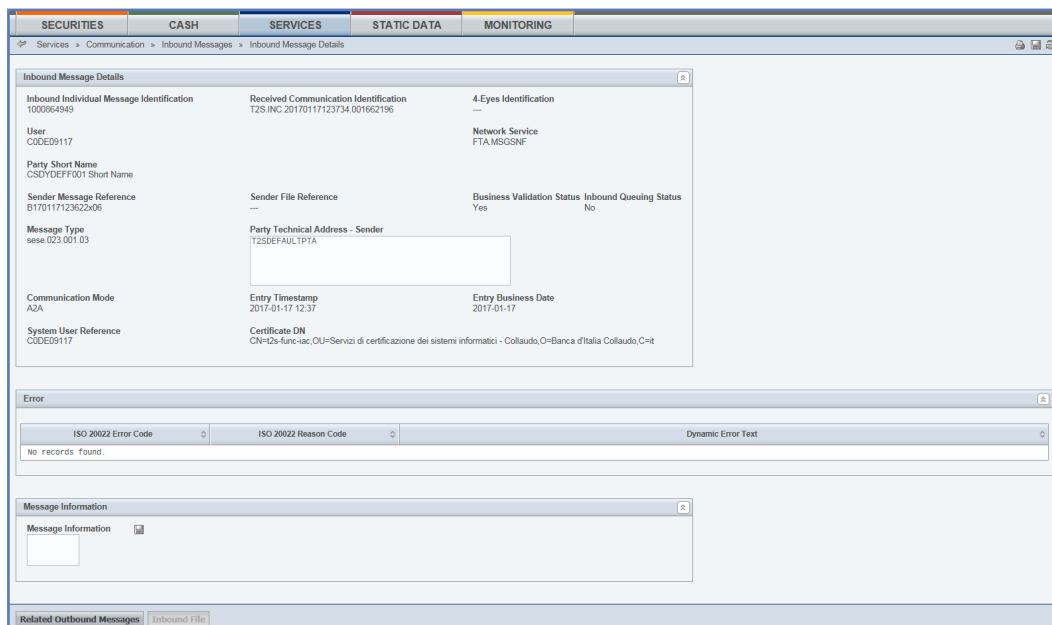 SECURITIES CASH SERVICES STATIC DATA MONITORING
Services » Communication » Inbound Messages » Inbound Message Details
Inbound Message Details
Inbound Individual Message Identification Received Communication Identification 4-Eyes Identification
1000864949 T2S.INC.20170117123734.001662196 ---
User Network Service
C0DE09117 FTA.MSGSNF
Party Short Name
CSDYDEFF001 Short Name
Sender Message Reference Sender File Reference Business Validation Status Inbound Queuing Status
B170117123622x06 --- Yes No
Message Type Party Technical Address - Sender
sese.023.001.03 T2SDEFAULTPTA
Communication Mode Entry Timestamp Entry Business Date
A2A 2017-01-17 12:37 2017-01-17
System User Reference Certificate DN
C0DE09117 CN=t2s-func-iac,OU=Servizi di certificazione dei sistemi informatici - Collaudo,O=Banca d'Italia Collaudo,C=it
Error
ISO 20022 Error Code ISO 20022 Reason Code Dynamic Error Text
No records found.
Message Information
Message Information
Related Outbound Messages Inbound File